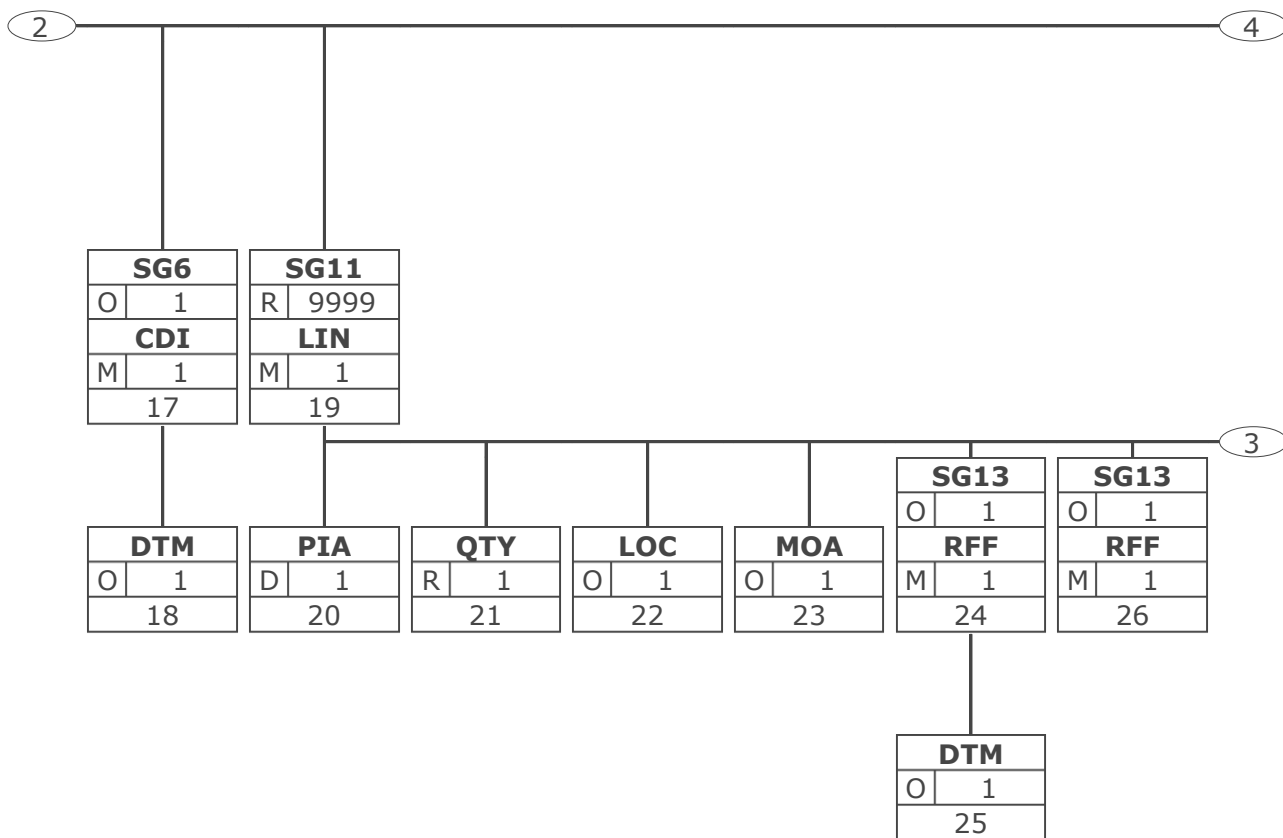 2
4
SG6
O 1
CDI
M 1
17
SG11
R 9999
LIN
M 1
19
3
DTM
O 1
18
PIA
D 1
20
QTY
R 1
21
LOC
O 1
22
MOA
O 1
23
SG13
O 1
RFF
M 1
24
SG13
O 1
RFF
M 1
26
DTM
O 1
25